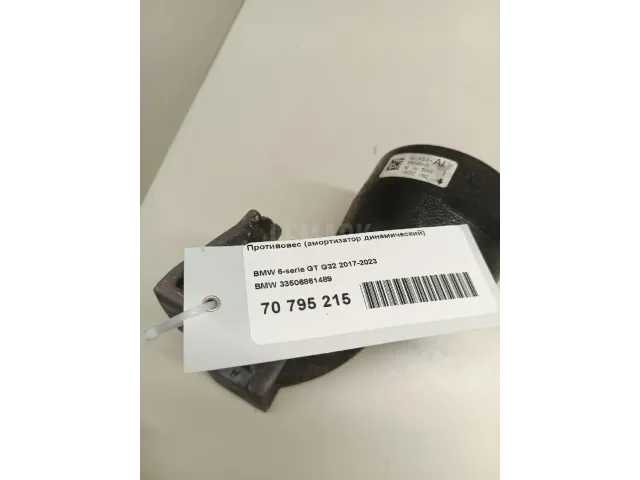 Противовес (амортизатор динамический)
BMW 6-serie GT G32 2017-2023
BMW 33506861489
70 795 215